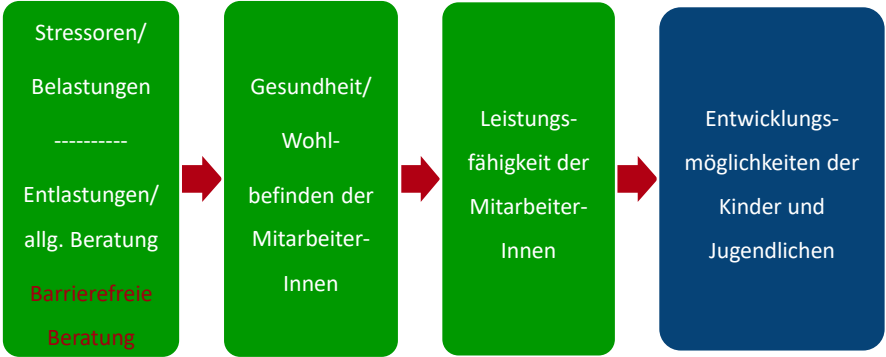 Stressoren/
Belastungen
----------
Entlastungen/
allg. Beratung
Barrierefreie
Beratung
Gesundheit/
Wohl-
befinden der
Mitarbeiter-
Innen
Leistungs-
fähigkeit der
Mitarbeiter-
Innen
Entwicklungs-
möglichkeiten der
Kinder und
Jugendlichen